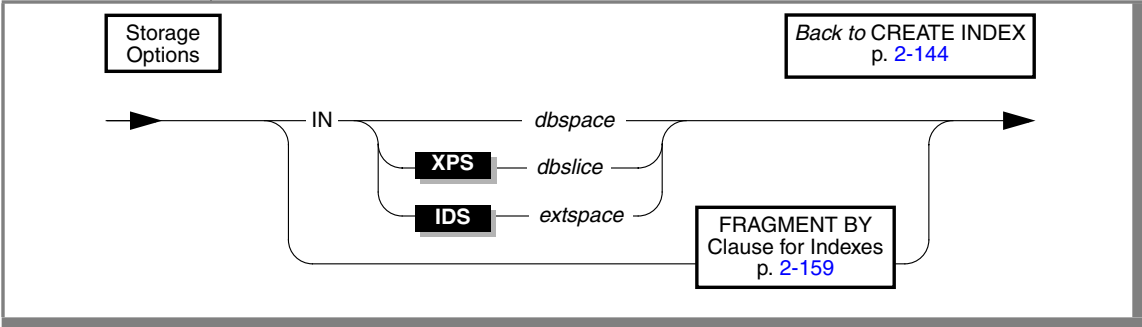 Storage
Options
Back to CREATE INDEX
p. 2-144
IN
dbspace
XPS
dbslice
IDS
extspace
FRAGMENT BY
Clause for Indexes
p. 2-159